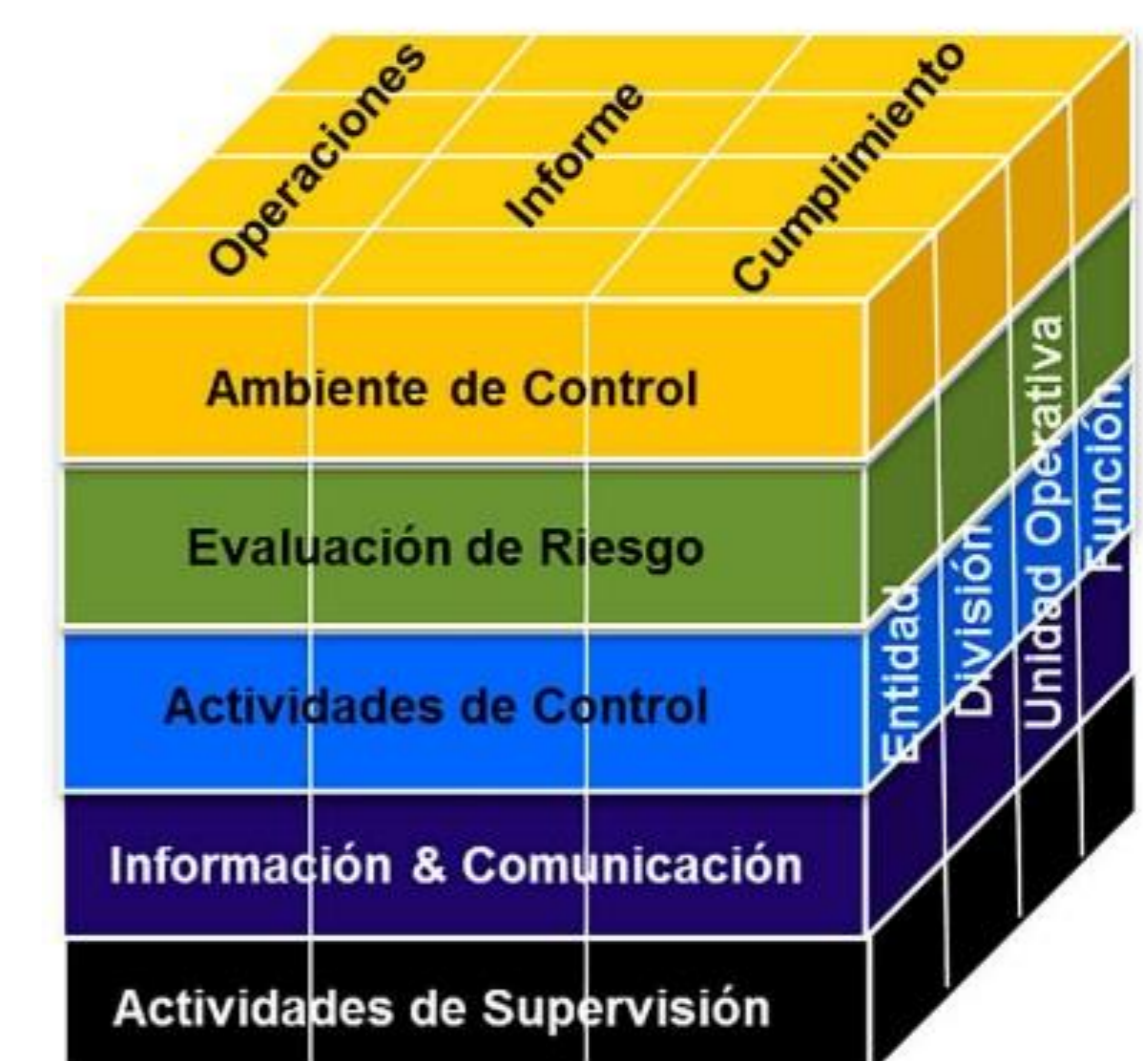 Operaciones
Informe
Cumplimiento
Ambiente de Control
Evaluación de Riesgo
Actividades de Control
Información & Comunicación
Actividades de Supervisión
Entidad
División
Unidad Operativa
Función